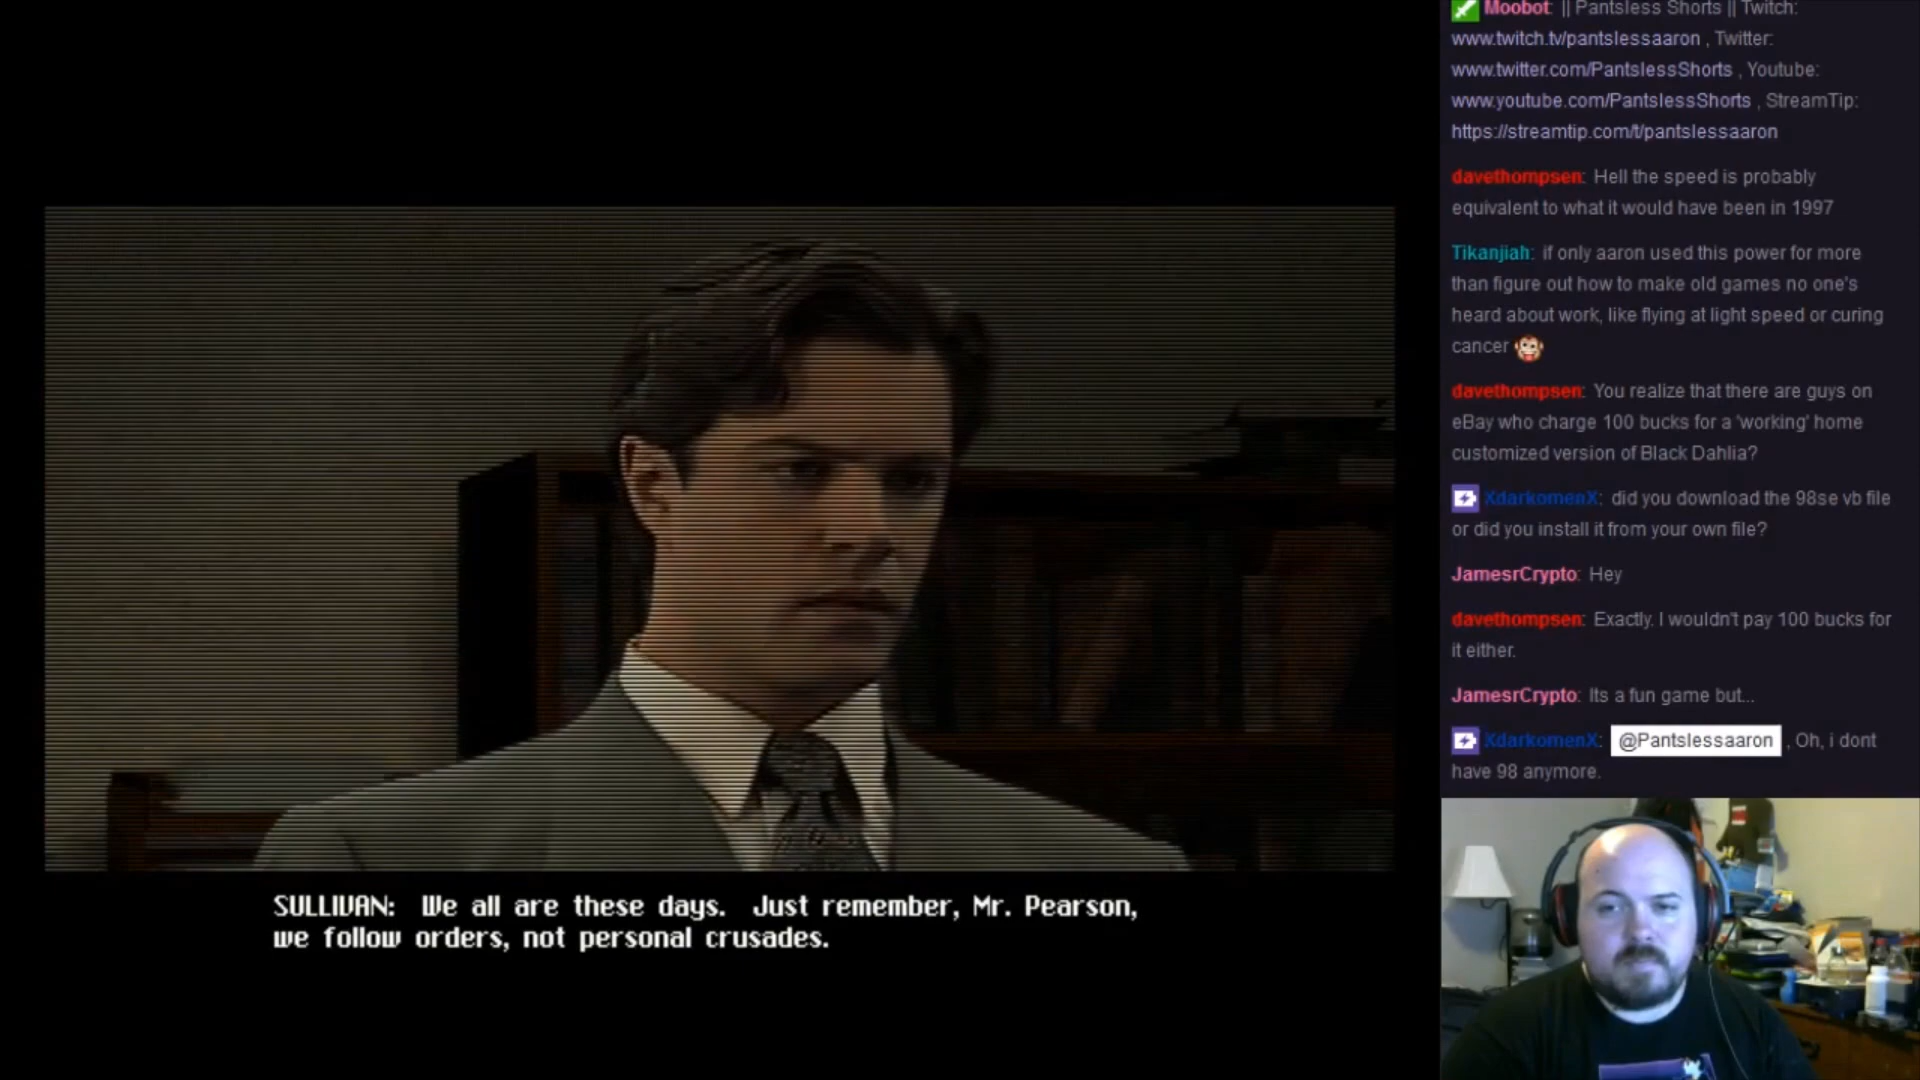 Moobot: || Pantsless Shorts || Twitch:
www.twitch.tv/pantslessaaron , Twitter:
www.twitter.com/PantslessShorts , Youtube:
www.youtube.com/PantslessShorts , StreamTip:
https://streamtip.com/t/pantslessaaron
davethompsen: Hell the speed is probably
equivalent to what it would have been in 1997
Tikanjiah: if only aaron used this power for more
than figure out how to make old games no one's
heard about work, like flying at light speed or curing
cancer
davethompsen: You realize that there are guys on
eBay who charge 100 bucks for a 'working' home
customized version of Black Dahlia?
XdarkomenX: did you download the 98se vb file
or did you install it from your own file?
JamesrCrypto: Hey
davethompsen: Exactly. I wouldn't pay 100 bucks for
it either.
JamesrCrypto: Its a fun game but...
XdarkomenX: @Pantslessaaron , Oh, i dont
have 98 anymore.
SULLIVAN: We all are these days. Just remember, Mr. Pearson,
we follow orders, not personal crusades.